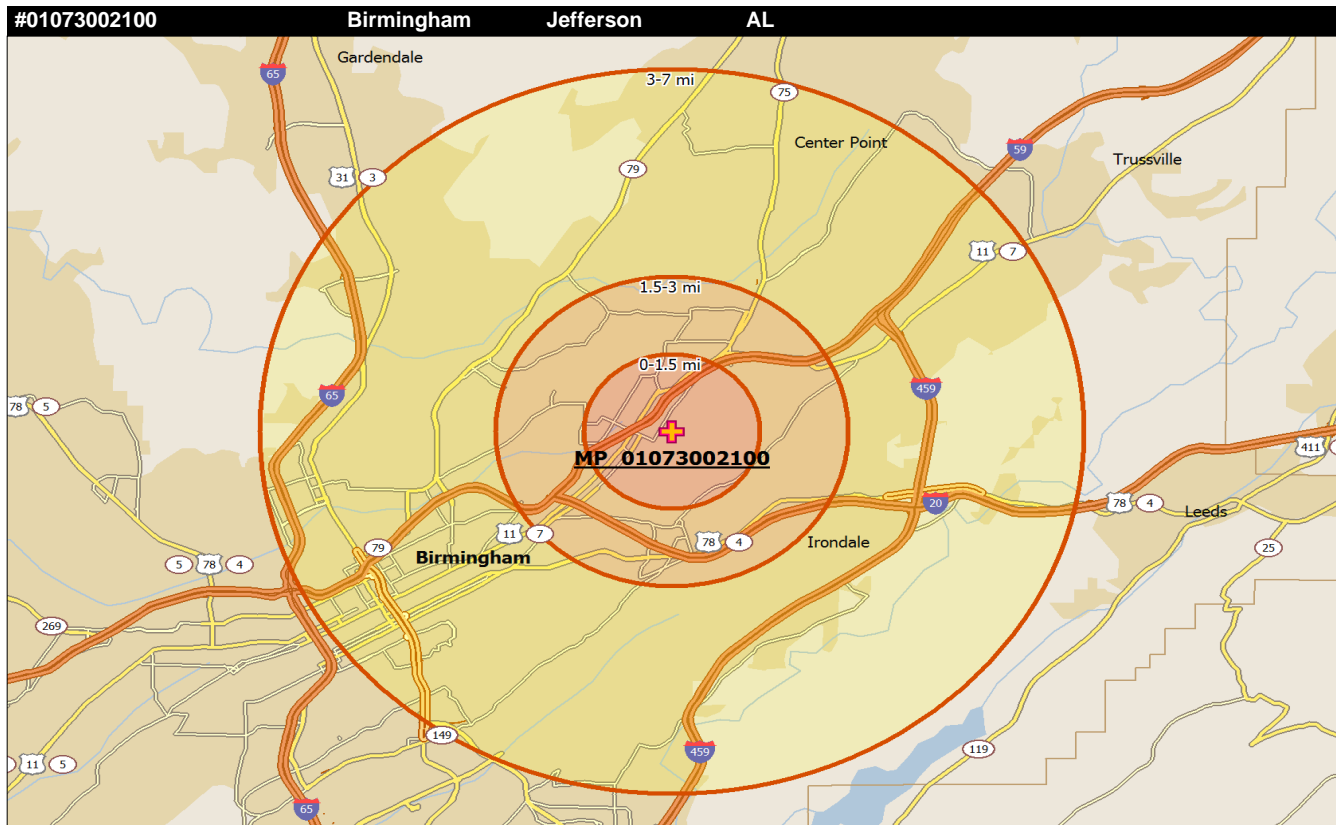 #01073002100 Birmingham Jefferson AL
Gardendale
65
3-7 mi
75
Center Point
59
Trussville
79
31 3
11 7
1.5-3 mi
0-1.5 mi
65
459
78 5
MP 01073002100
411
20
78 4
Leeds
11 7
78 4
Irondale
79
Birmingham
25
5 78 4
269
149
459
119
11 5
65